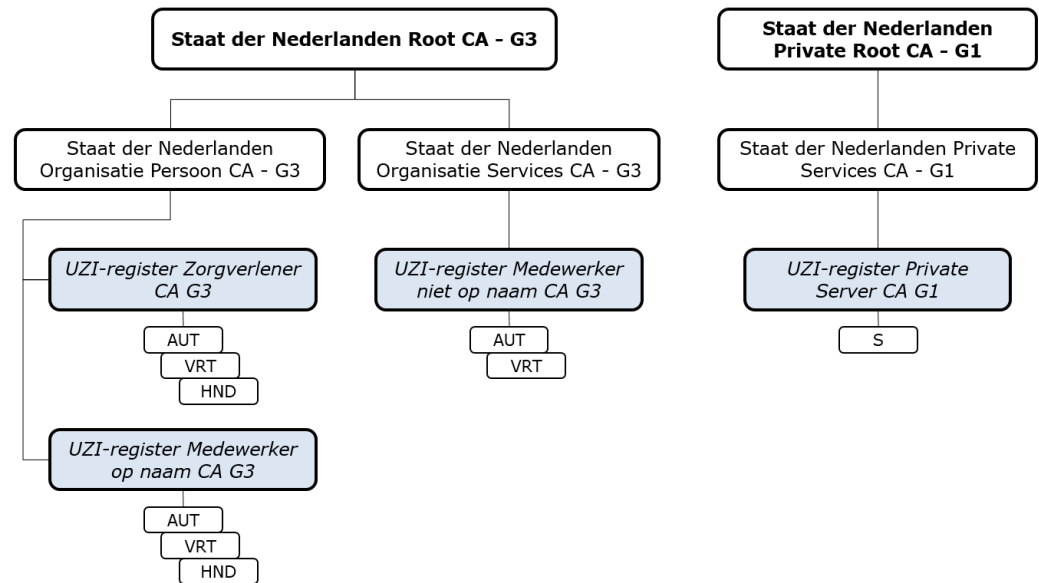 Staat der Nederlanden Root CA - G3
Staat der Nederlanden
Private Root CA - G1
Staat der Nederlanden
Organisatie Persoon CA - G3
Staat der Nederlanden
Organisatie Services CA - G3
Staat der Nederlanden Private
Services CA - G1
UZI-register Zorgverlener
CA G3
UZI-register Medewerker
niet op naam CA G3
UZI-register Private
Server CA G1
AUT
VRT
HND
AUT
VRT
S
UZI-register Medewerker
op naam CA G3
AUT
VRT
HND